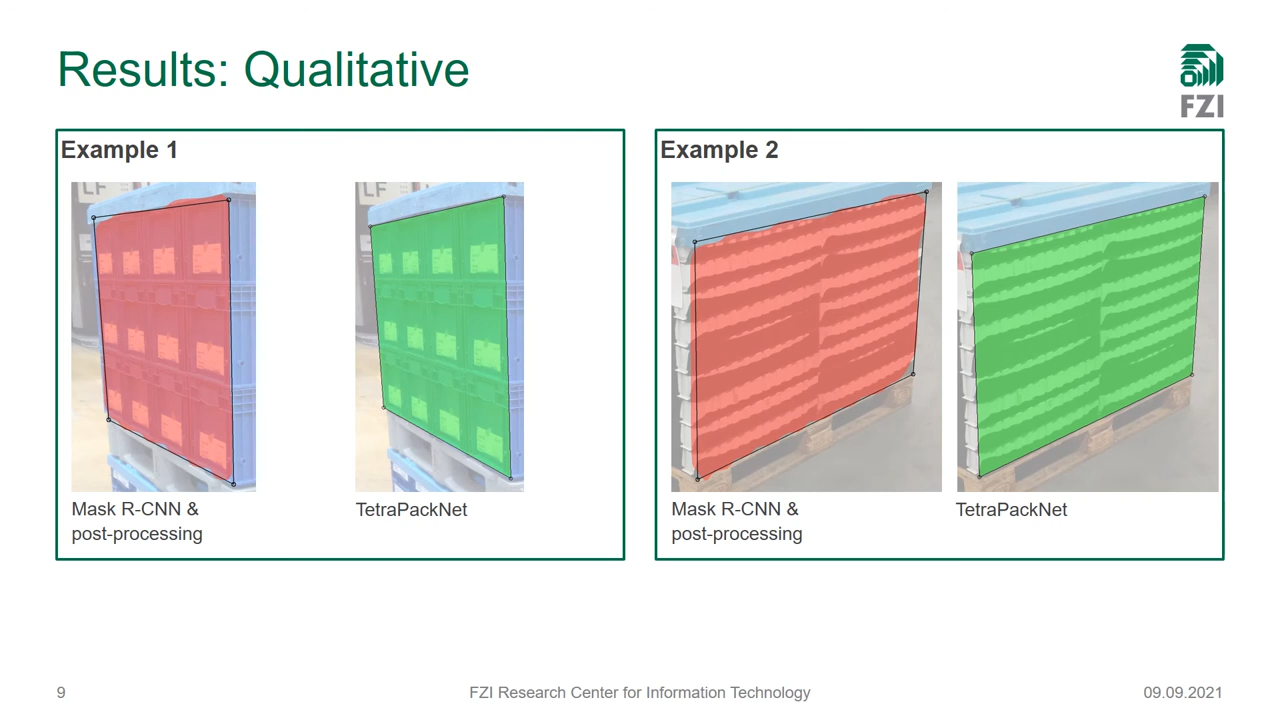 Results: Qualitative
FZI
Example 1
LF
LF
Mask R-CNN &
post-processing
TetraPackNet
Example 2
Mask R-CNN &
post-processing
TetraPackNet
9
FZI Research Center for Information Technology
09.09.2021